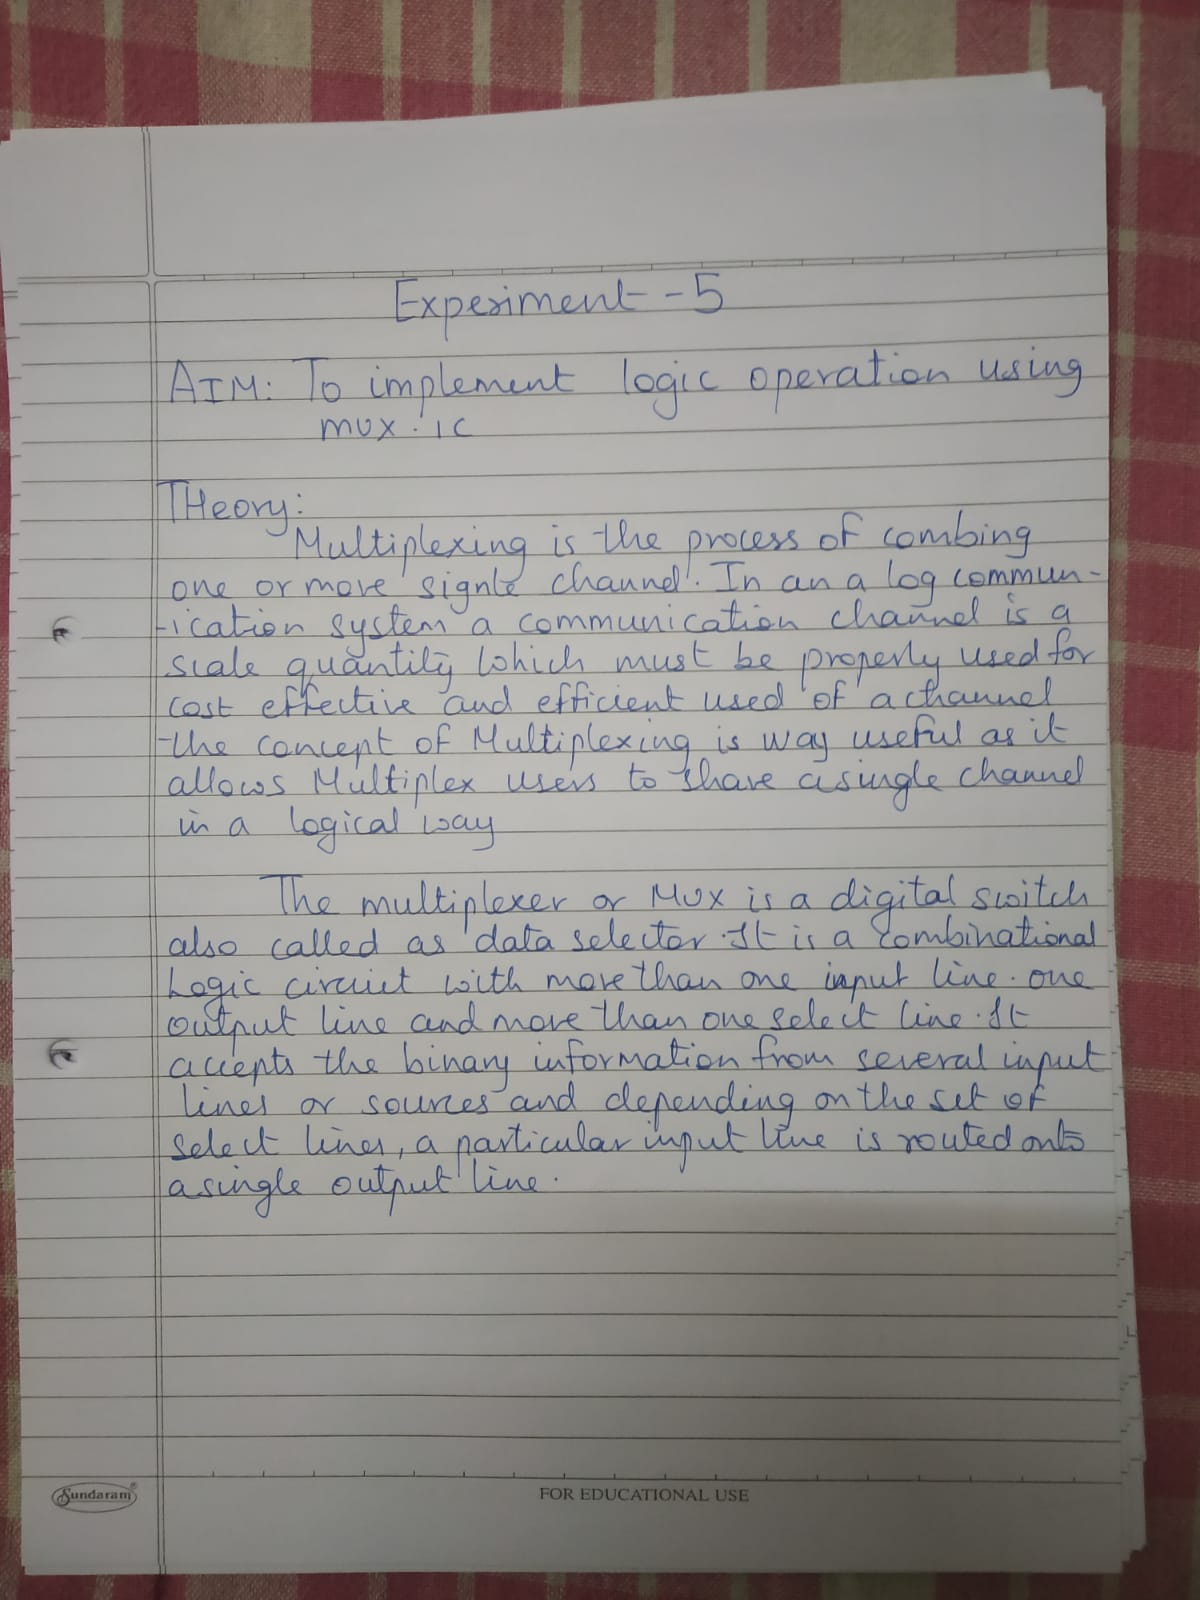 Experiment - 5
AIM: To implement logic operation using
mux. IC
THeory:
Multiplexing is the process of combing
one or more signle channel. In an a log commun-
-ication system a communication channel is a
scale quantity which must be properly used for
cost effective and efficient used of a channel
the concept of Multiplexing is way useful as it
allows Multiplex users to share a single channel
in a logical way
The multiplexer or MUX is a digital switch
also called as data selector. It is a combinational
Logic circuit with more than one input line. one
output line and more than one select line. It
accepts the binary information from several input
lines or sources and depending on the set of
select lines, a particular input line is routed onto
a single output line.
Sundaram®
FOR EDUCATIONAL USE